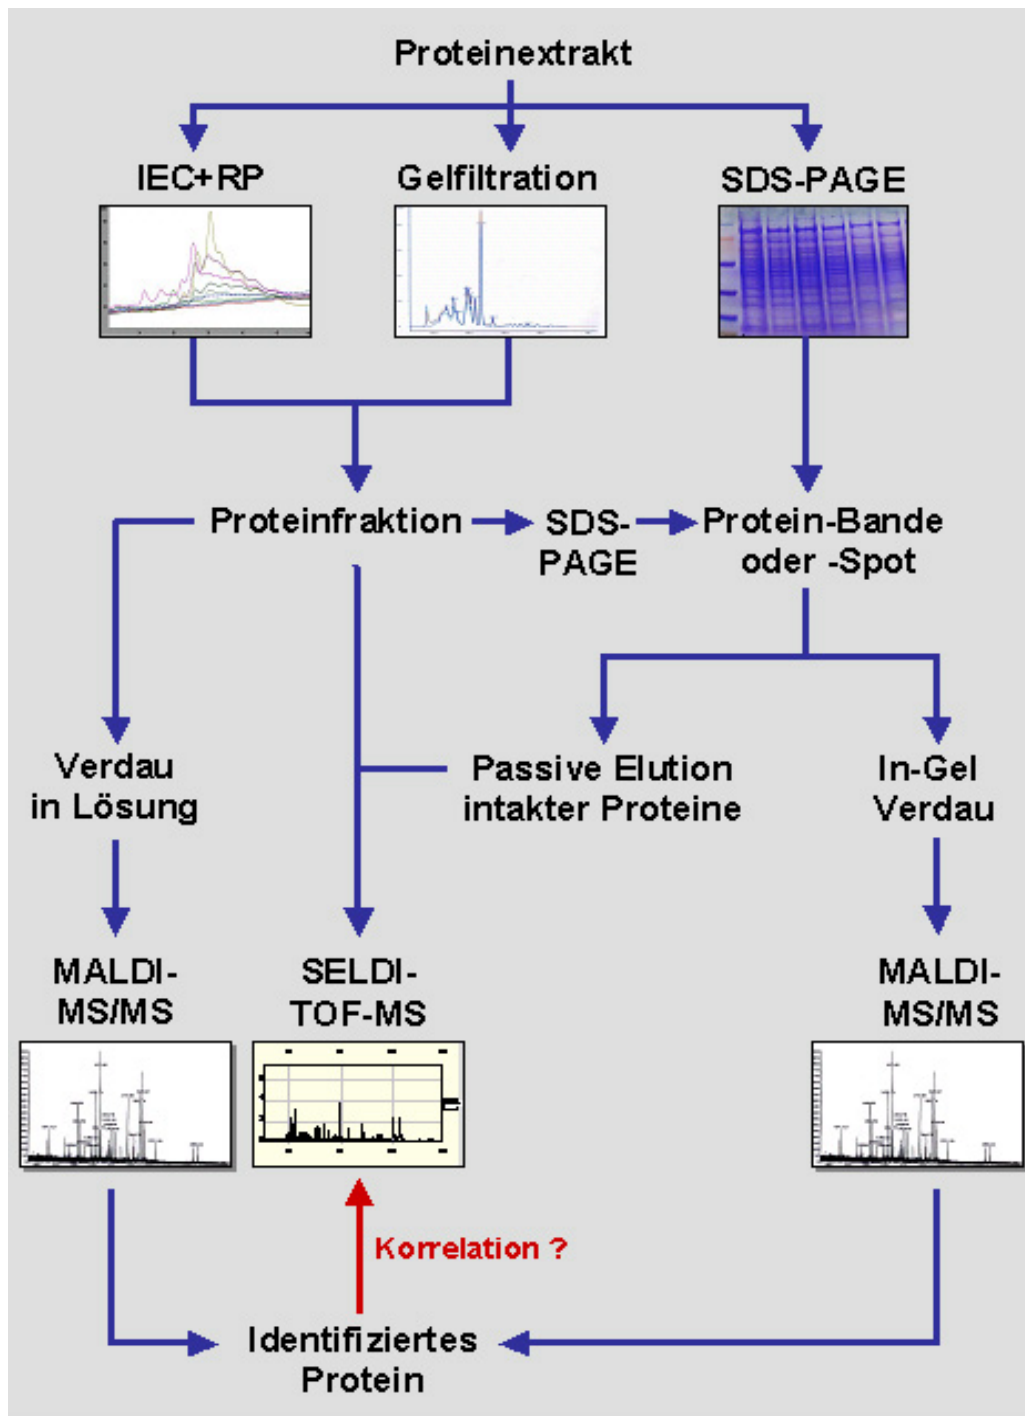 Proteinextrakt
IEC+RP
Gelfiltration
SDS-PAGE
Proteinfraktion
SDS-
PAGE
Protein-Bande
oder -Spot
Verdau
in Lösung
Passive Elution
intakter Proteine
In-Gel
Verdau
MALDI-
MS/MS
SELDI-
TOF-MS
MALDI-
MS/MS
Korrelation ?
Identifiziertes
Protein